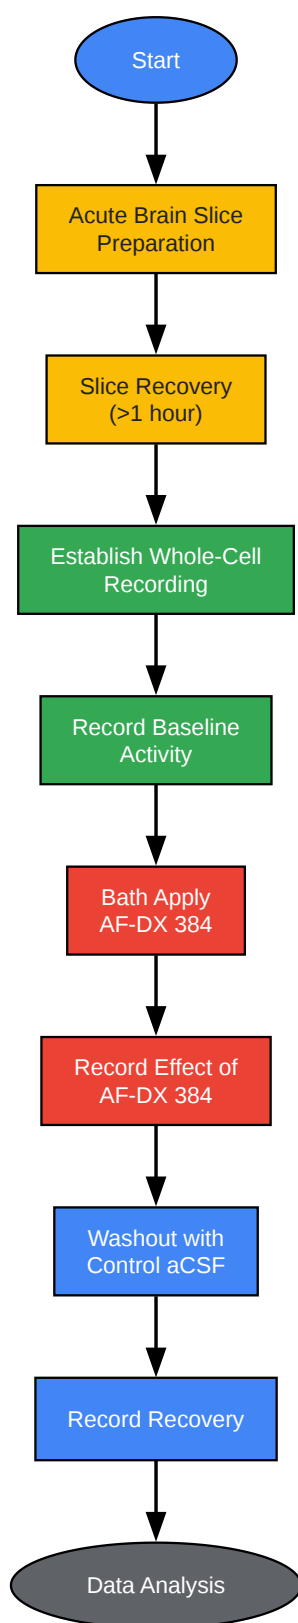 Start
Acute Brain Slice
Preparation
Slice Recovery
(>1 hour)
Establish Whole-Cell
Recording
Record Baseline
Activity
Bath Apply
AF-DX 384
Record Effect of
AF-DX 384
Washout with
Control aCSF
Record Recovery
Data Analysis